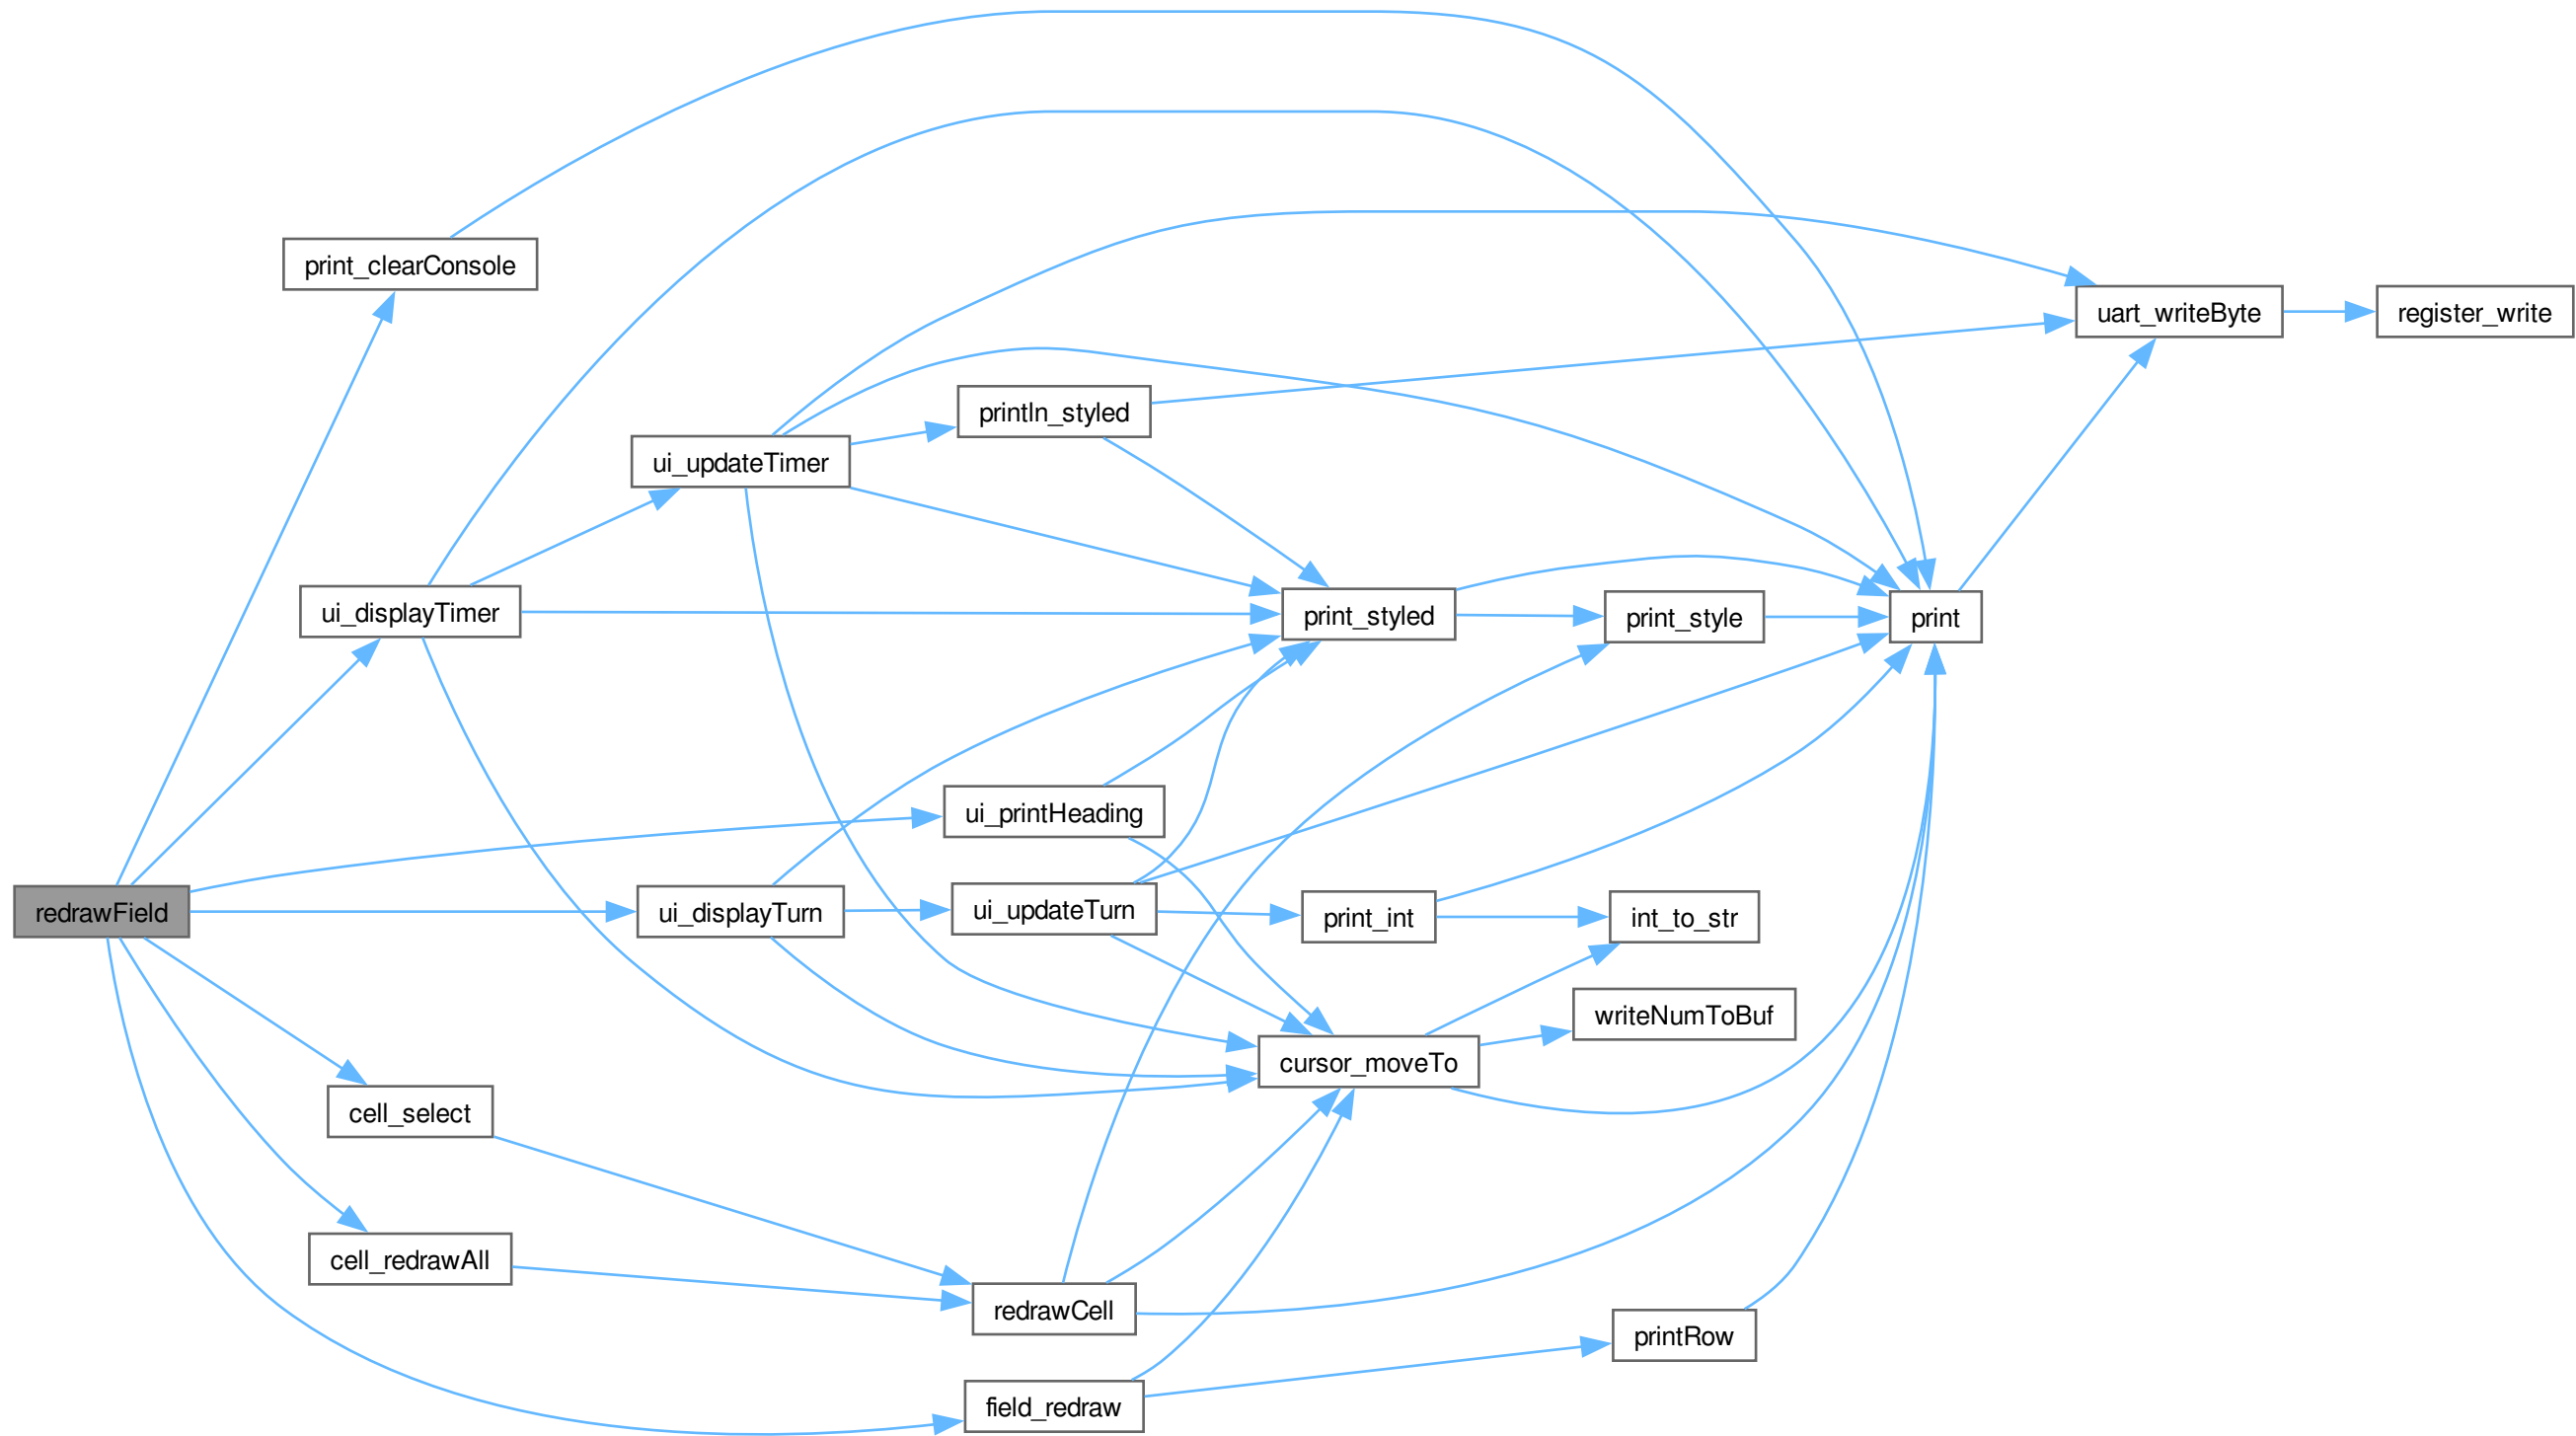 print_clearConsole
uart_writeByte
register_write
println_styled
ui_updateTimer
ui_displayTimer
print_styled
print_style
print
ui_printHeading
redrawField
ui_displayTurn
ui_updateTurn
print_int
int_to_str
writeNumToBuf
cursor_moveTo
cell_select
cell_redrawAll
redrawCell
printRow
field_redraw